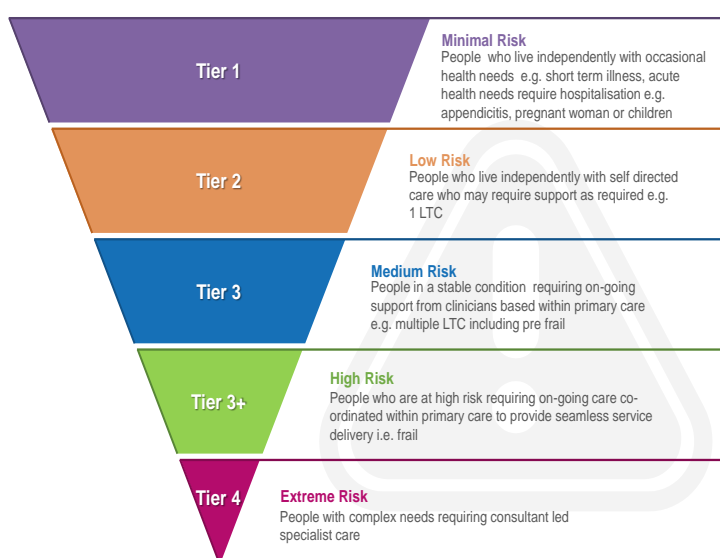 Tier 1
Minimal Risk
People who live independently with occasional
health needs e.g. short term illness, acute
health needs require hospitalisation e.g.
appendicitis, pregnant woman or children
Tier 2
Low Risk
People who live independently with self directed
care who may require support as required e.g.
1 LTC
Tier 3
Medium Risk
People in a stable condition requiring on-going
support from clinicians based within primary care
e.g. multiple LTC including pre frail
Tier 3+
High Risk
People who are at high risk requiring on-going care co-
ordinated within primary care to provide seamless service
delivery i.e. frail
Tier 4
Extreme Risk
People with complex needs requiring consultant led
specialist care